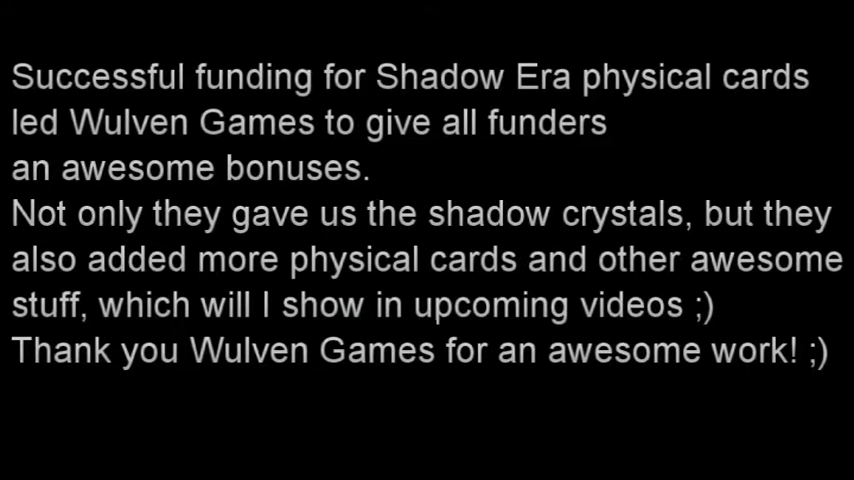 Successful funding for Shadow Era physical cards
led Wulven Games to give all funders
an awesome bonuses.
Not only they gave us the shadow crystals, but they
also added more physical cards and other awesome
stuff, which will I show in upcoming videos ;)
Thank you Wulven Games for an awesome work! ;)